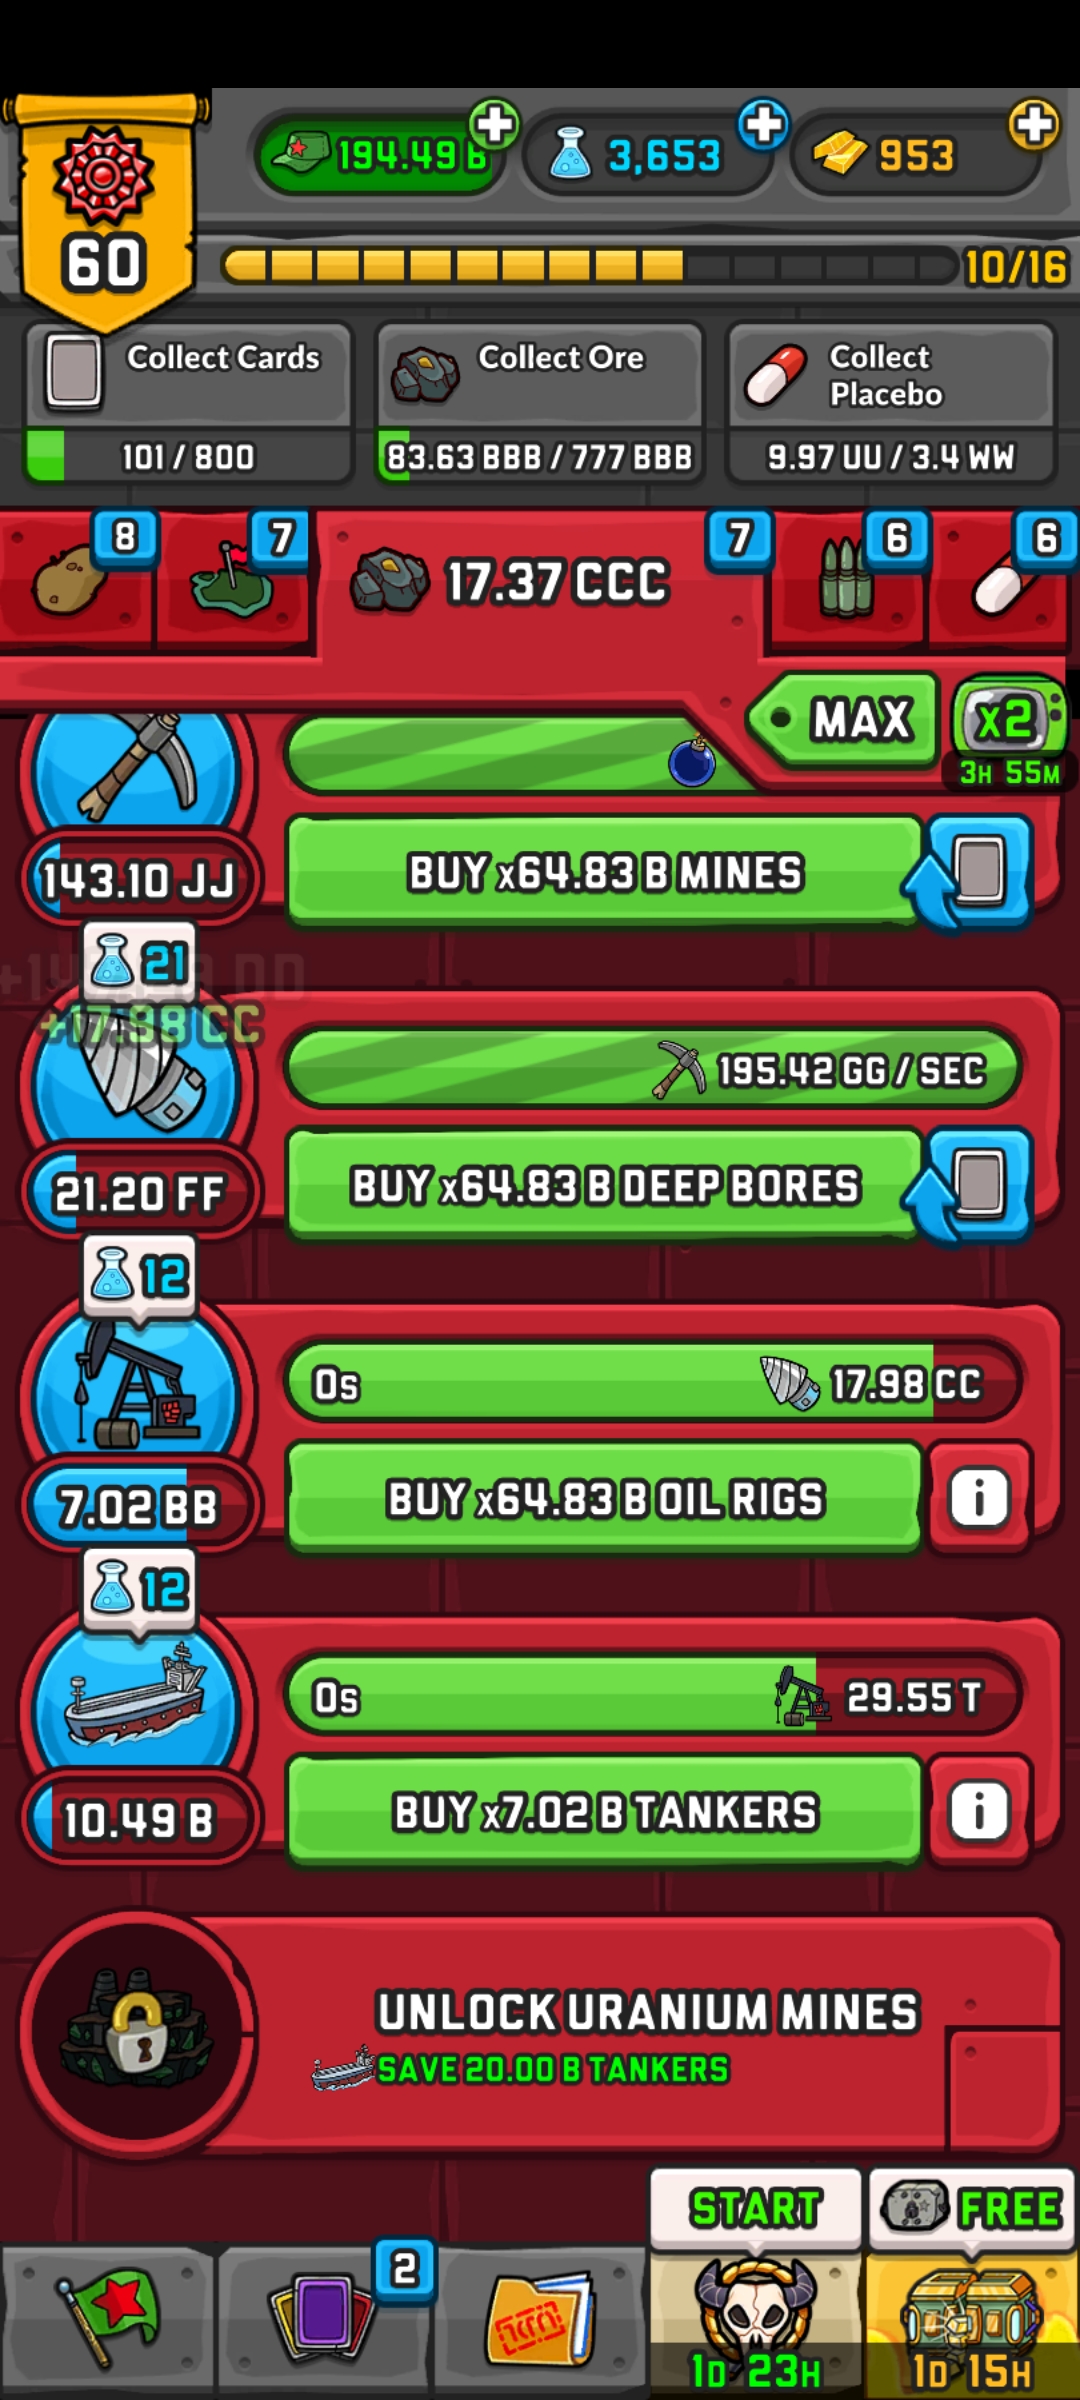 194.49 B
3,653
953
60
10/16
Collect Cards
101 / 800
Collect Ore
83.63 BBB / 777 BBB
Collect
Placebo
9.97 UU / 3.4 WW
8
7
17.37 CCC
7
6
6
MAX
x2
3H 55M
143.10 JJ
BUY x64.83 B MINES
21
+17.98 CC
195.42 GG / SEC
21.20 FF
BUY x64.83 B DEEP BORES
12
0s
17.98 CC
7.02 BB
BUY x64.83 B OIL RIGS
i
12
0s
29.55 T
10.49 B
BUY x7.02 B TANKERS
i
UNLOCK URANIUM MINES
SAVE 20.00 B TANKERS
START
FREE
2
1D 23H
1D 15H